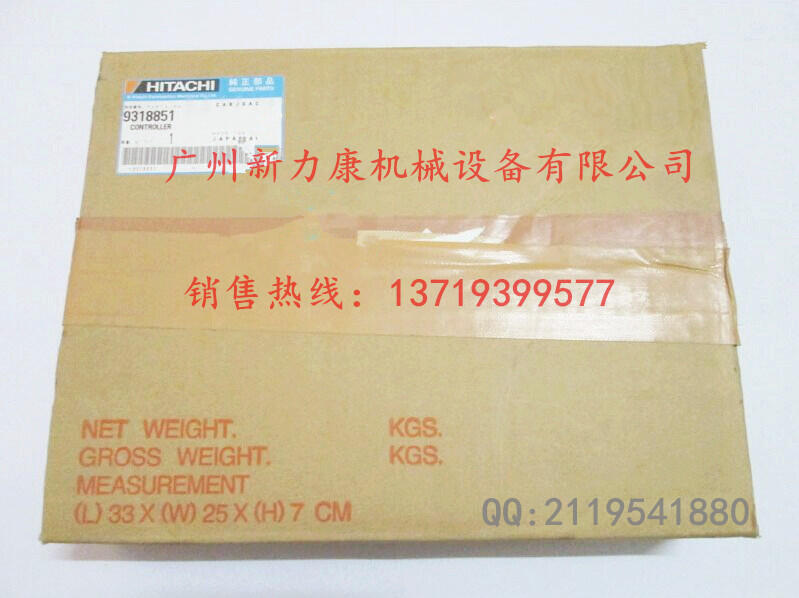 HITACHI
純正部品
GENUINE PARTS
9318851
CONTROLLER
1
广州新力康机械设备有限公司
销售热线：13719399577
NET WEIGHT. KGS.
GROSS WEIGHT. KGS.
MEASUREMENT
(L) 33 X (W) 25 X (H) 7 CM
QQ:2119541880